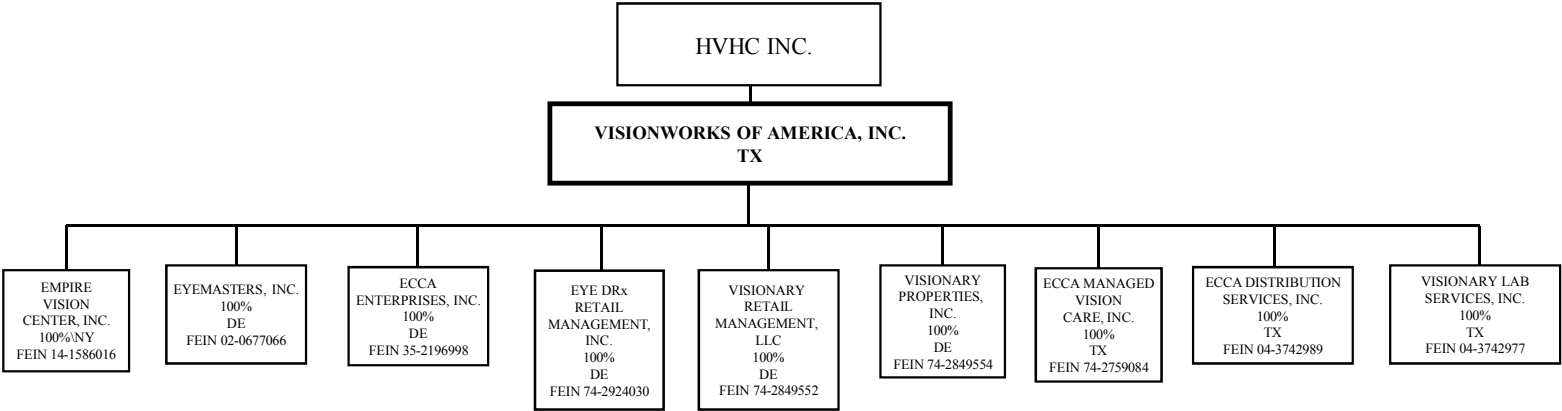 HVHC INC.
VISIONWORKS OF AMERICA, INC.
TX
EMPIRE
VISION
CENTER, INC.
100%\NY
FEIN 14-1586016
EYEMASTERS, INC.
100%
DE
FEIN 02-0677066
ECCA
ENTERPRISES, INC.
100%
DE
FEIN 35-2196998
EYE DRx
RETAIL
MANAGEMENT,
INC.
100%
DE
FEIN 74-2924030
VISIONARY
RETAIL
MANAGEMENT,
LLC
100%
DE
FEIN 74-2849552
VISIONARY
PROPERTIES,
INC.
100%
DE
FEIN 74-2849554
ECCA MANAGED
VISION
CARE, INC.
100%
TX
FEIN 74-2759084
ECCA DISTRIBUTION
SERVICES, INC.
100%
TX
FEIN 04-3742989
VISIONARY LAB
SERVICES, INC.
100%
TX
FEIN 04-3742977